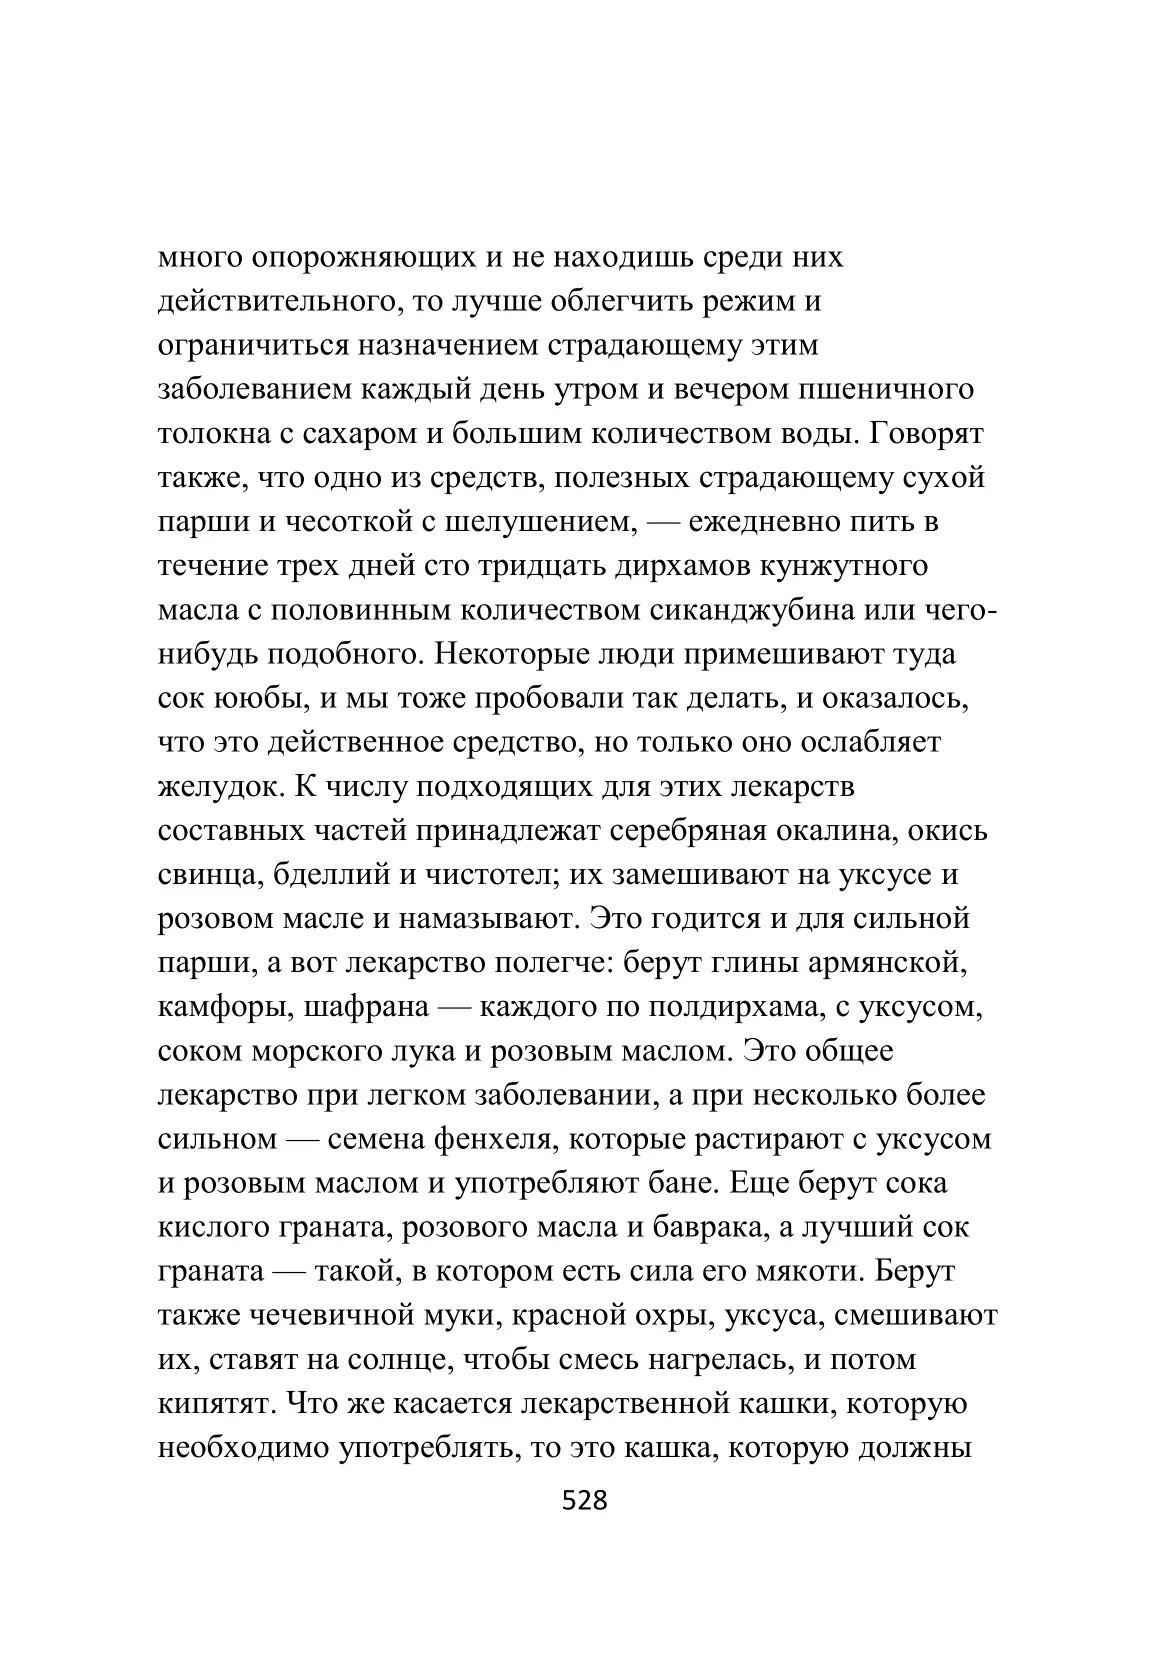 много опорожняющих и не находишь среди них
действительного, то лучше облегчить режим и
ограничиться назначением страдающему этим
заболеванием каждый день утром и вечером пшеничного
толокна с сахаром и большим количеством воды. Говорят
также, что одно из средств, полезных страдающему сухой
парши и чесоткой с шелушением, — ежедневно пить в
течение трех дней сто тридцать дирхамов кунжутного
масла с половинным количеством сиканджубина или чего-
нибудь подобного. Некоторые люди примешивают туда
сок ююбы, и мы тоже пробовали так делать, и оказалось,
что это действенное средство, но только оно ослабляет
желудок. К числу подходящих для этих лекарств
составных частей принадлежат серебряная окалина, окись
свинца, бделлий и чистотел; их замешивают на уксусе и
розовом масле и намазывают. Это годится и для сильной
парши, а вот лекарство полегче: берут глины армянской,
камфоры, шафрана — каждого по полдирхама, с уксусом,
соком морского лука и розовым маслом. Это общее
лекарство при легком заболевании, а при несколько более
сильном — семена фенхеля, которые растирают с уксусом
и розовым маслом и употребляют бане. Еще берут сока
кислого граната, розового масла и баврака, а лучший сок
граната — такой, в котором есть сила его мякоти. Берут
также чечевичной муки, красной охры, уксуса, смешивают
их, ставят на солнце, чтобы смесь нагрелась, и потом
кипятят. Что же касается лекарственной кашки, которую
необходимо употреблять, то это кашка, которую должны
528